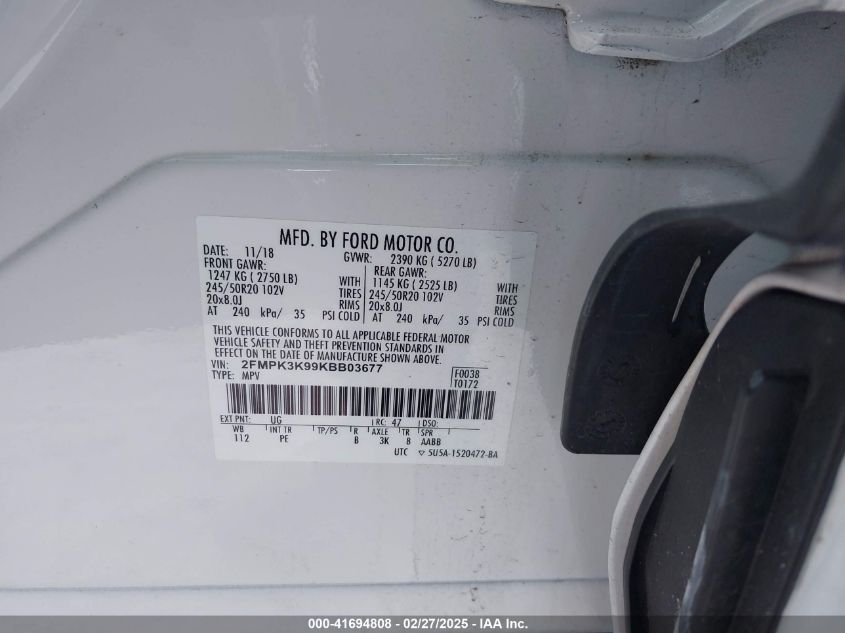 MFD. BY FORD MOTOR CO.
DATE: 11/18 GVWR: 2390 KG ( 5270 LB)
FRONT GAWR: REAR GAWR:
1247 KG ( 2750 LB) WITH 1145 KG ( 2525 LB) WITH
245/50R20 102V TIRES 245/50R20 102V TIRES
20x8.0J RIMS 20x8.0J RIMS
AT 240 kPa/ 35 PSI COLD AT 240 kPa/ 35 PSI COLD
THIS VEHICLE CONFORMS TO ALL APPLICABLE FEDERAL MOTOR
VEHICLE SAFETY AND THEFT PREVENTION STANDARDS IN
EFFECT ON THE DATE OF MANUFACTURE SHOWN ABOVE.
VIN: 2FMPK3K99KBB03677 F0038
TYPE: MPV T0172
EXT PNT: UG RC: 47 DSO:
WB INT TR TP/PS R AXLE TR SPR
112 PE B 3K B AABB
UTC ▽ 5U5A-1520472-BA
000-41694808 - 02/27/2025 - IAA Inc.